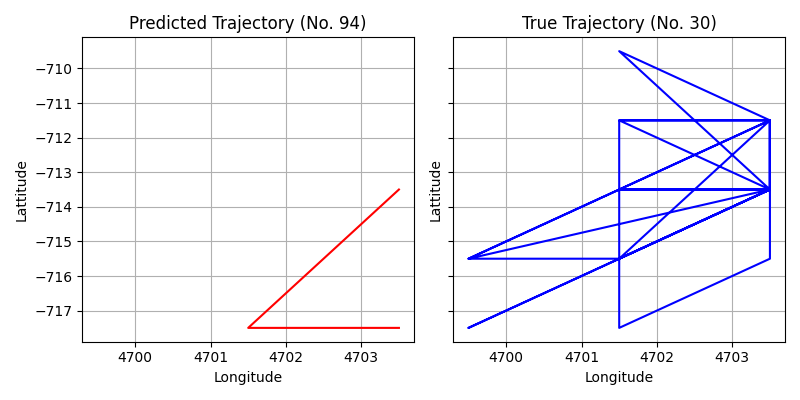 Predicted Trajectory (No. 94)
True Trajectory (No. 30)
−710
−711
−712
−713
−714
−715
−716
−717
Lattitude
Lattitude
4700 4701 4702 4703
4700 4701 4702 4703
Longitude
Longitude